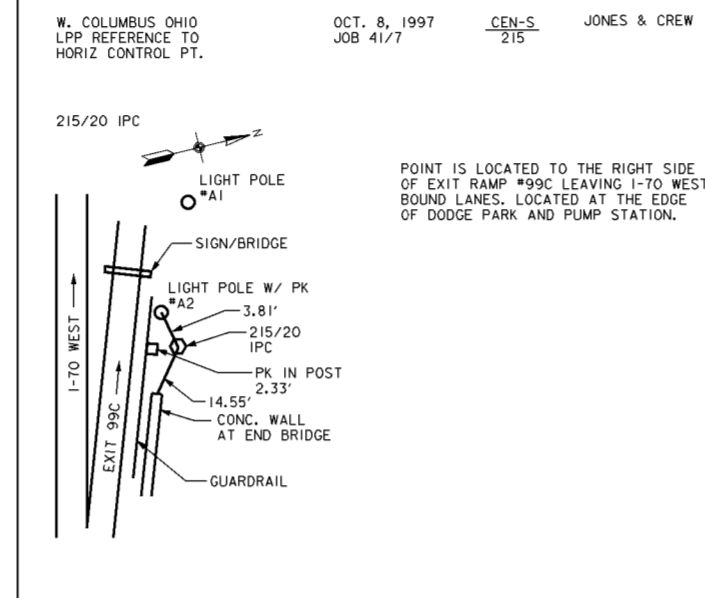 W. COLUMBUS OHIO
LPP REFERENCE TO
HORIZ CONTROL PT.
OCT. 8, 1997
JOB 41/7
CEN-S
215
JONES & CREW
215/20 IPC
N
POINT IS LOCATED TO THE RIGHT SIDE
OF EXIT RAMP #99C LEAVING I-70 WEST
BOUND LANES. LOCATED AT THE EDGE
OF DODGE PARK AND PUMP STATION.
LIGHT POLE
#A1
SIGN/BRIDGE
LIGHT POLE W/ PK
#A2
3.81'
215/20
IPC
PK IN POST
2.33'
14.55'
CONC. WALL
AT END BRIDGE
GUARDRAIL
I-70 WEST
EXIT 99C